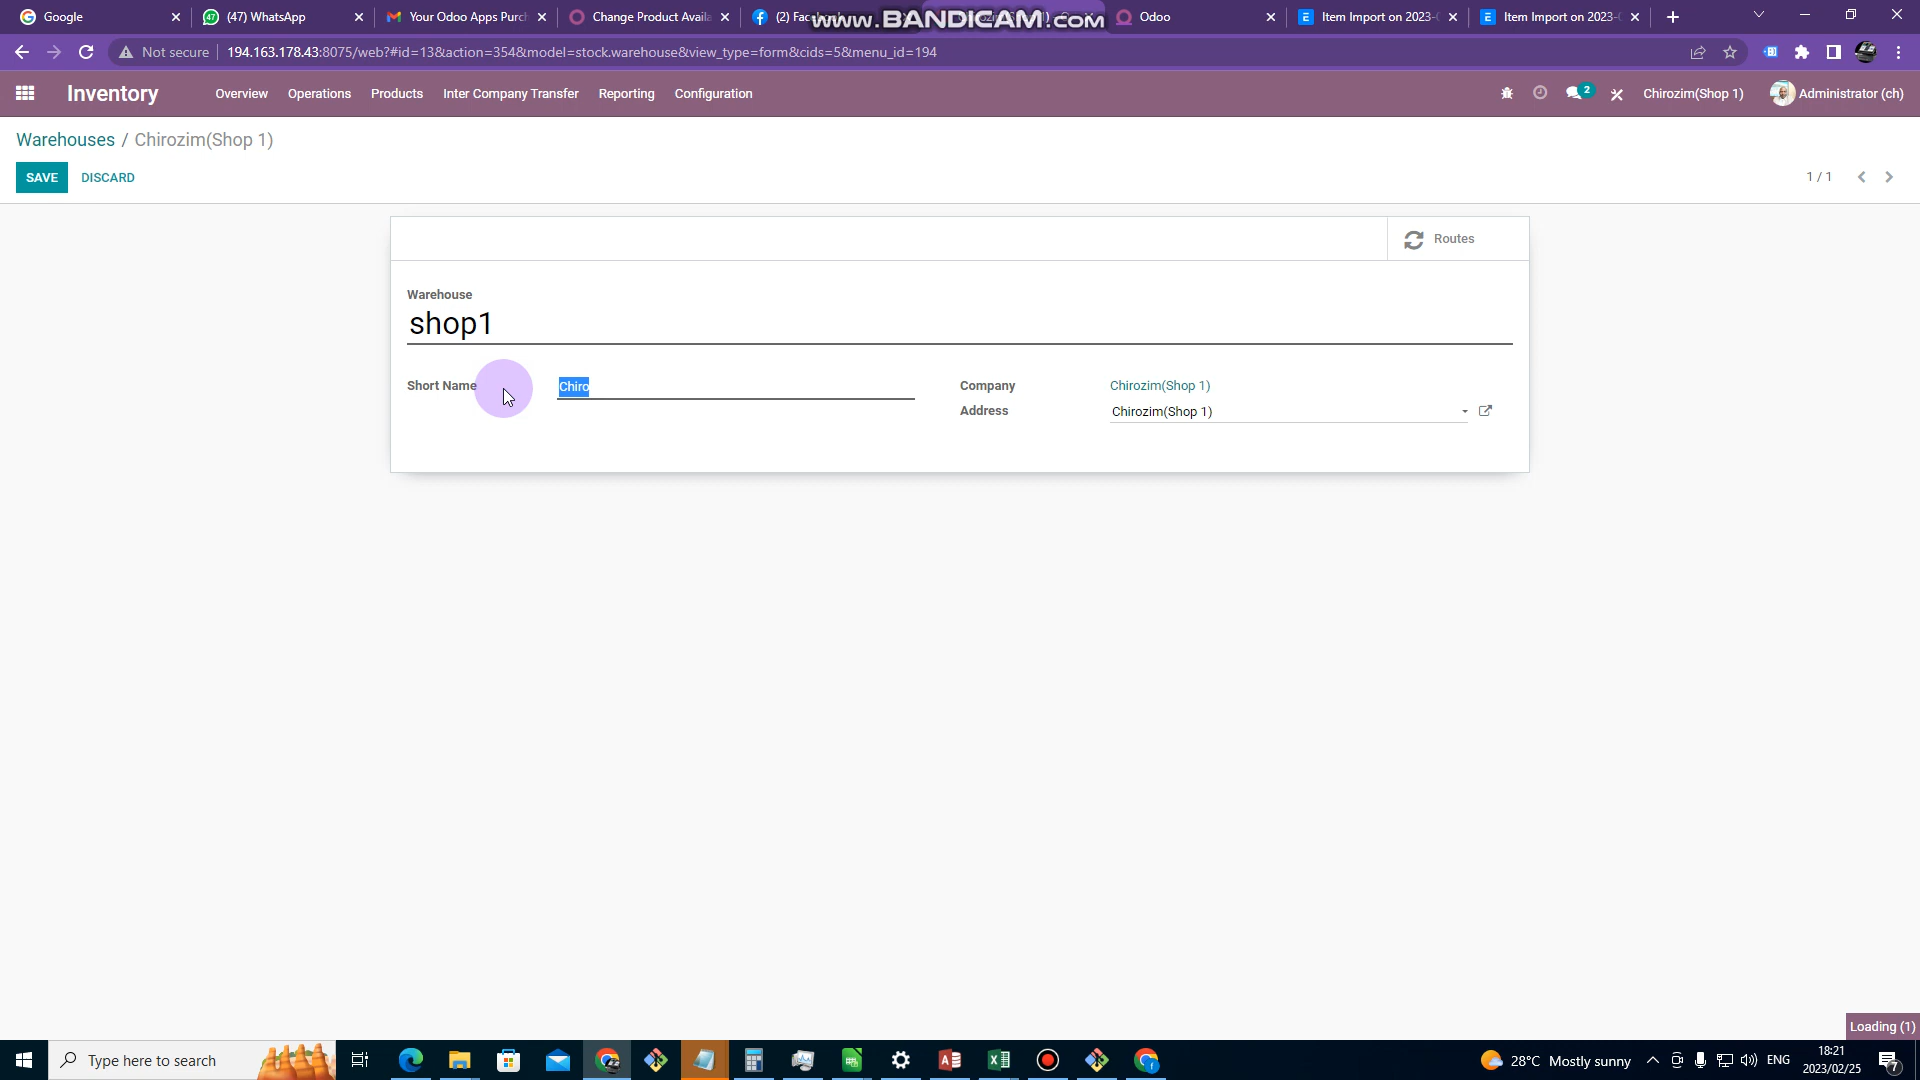 Google
(47) WhatsApp
Your Odoo Apps Purch
Change Product Availa
www.BANDICAM.com
Odoo
Item Import on 2023-
Item Import on 2023-
Not secure
194.163.178.43:8075/web?#id=13&action=354&model=stock.warehouse&view_type=form&cids=5&menu_id=194
Inventory
Overview
Operations
Products
Inter Company Transfer
Reporting
Configuration
2
Chirozim(Shop 1)
Administrator (ch)
Warehouses / Chirozim(Shop 1)
SAVE
DISCARD
1 / 1
Routes
Warehouse
shop1
Short Name
Chiro
Company
Chirozim(Shop 1)
Address
Chirozim(Shop 1)
Loading (1)
Type here to search
28°C Mostly sunny
ENG
18:21
2023/02/25
7